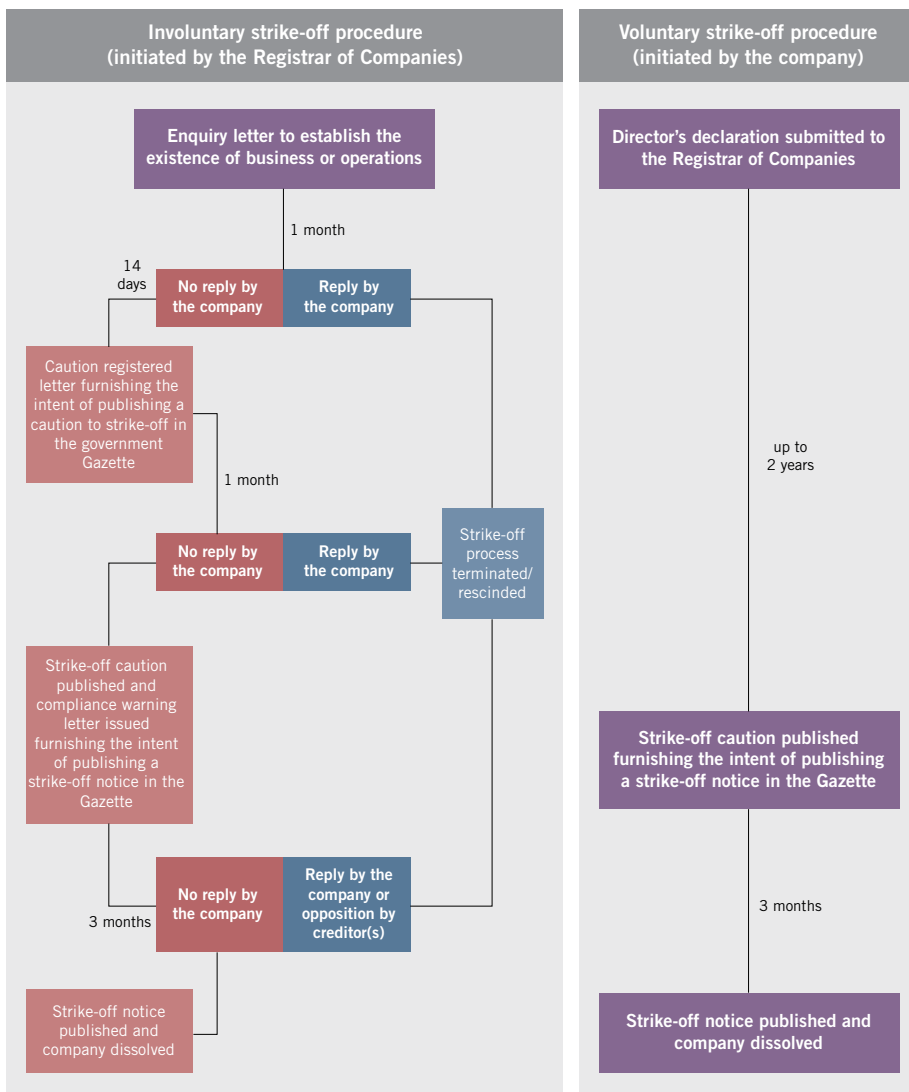 Involuntary strike-off procedure
(initiated by the Registrar of Companies)
Enquiry letter to establish the
existence of business or operations
1 month
14
days
No reply by
the company
Reply by
the company
Caution registered
letter furnishing the
intent of publishing a
caution to strike-off in
the government
Gazette
1 month
No reply by
the company
Reply by
the company
Strike-off
process
terminated/
rescinded
Strike-off caution
published and
compliance warning
letter issued
furnishing the intent
of publishing a
strike-off notice in the
Gazette
3 months
No reply by
the company
Reply by the
company or
opposition by
creditor(s)
Strike-off notice
published and
company dissolved
Voluntary strike-off procedure
(initiated by the company)
Director's declaration submitted to
the Registrar of Companies
up to
2 years
Strike-off caution published
furnishing the intent of publishing
a strike-off notice in the Gazette
3 months
Strike-off notice published and
company dissolved